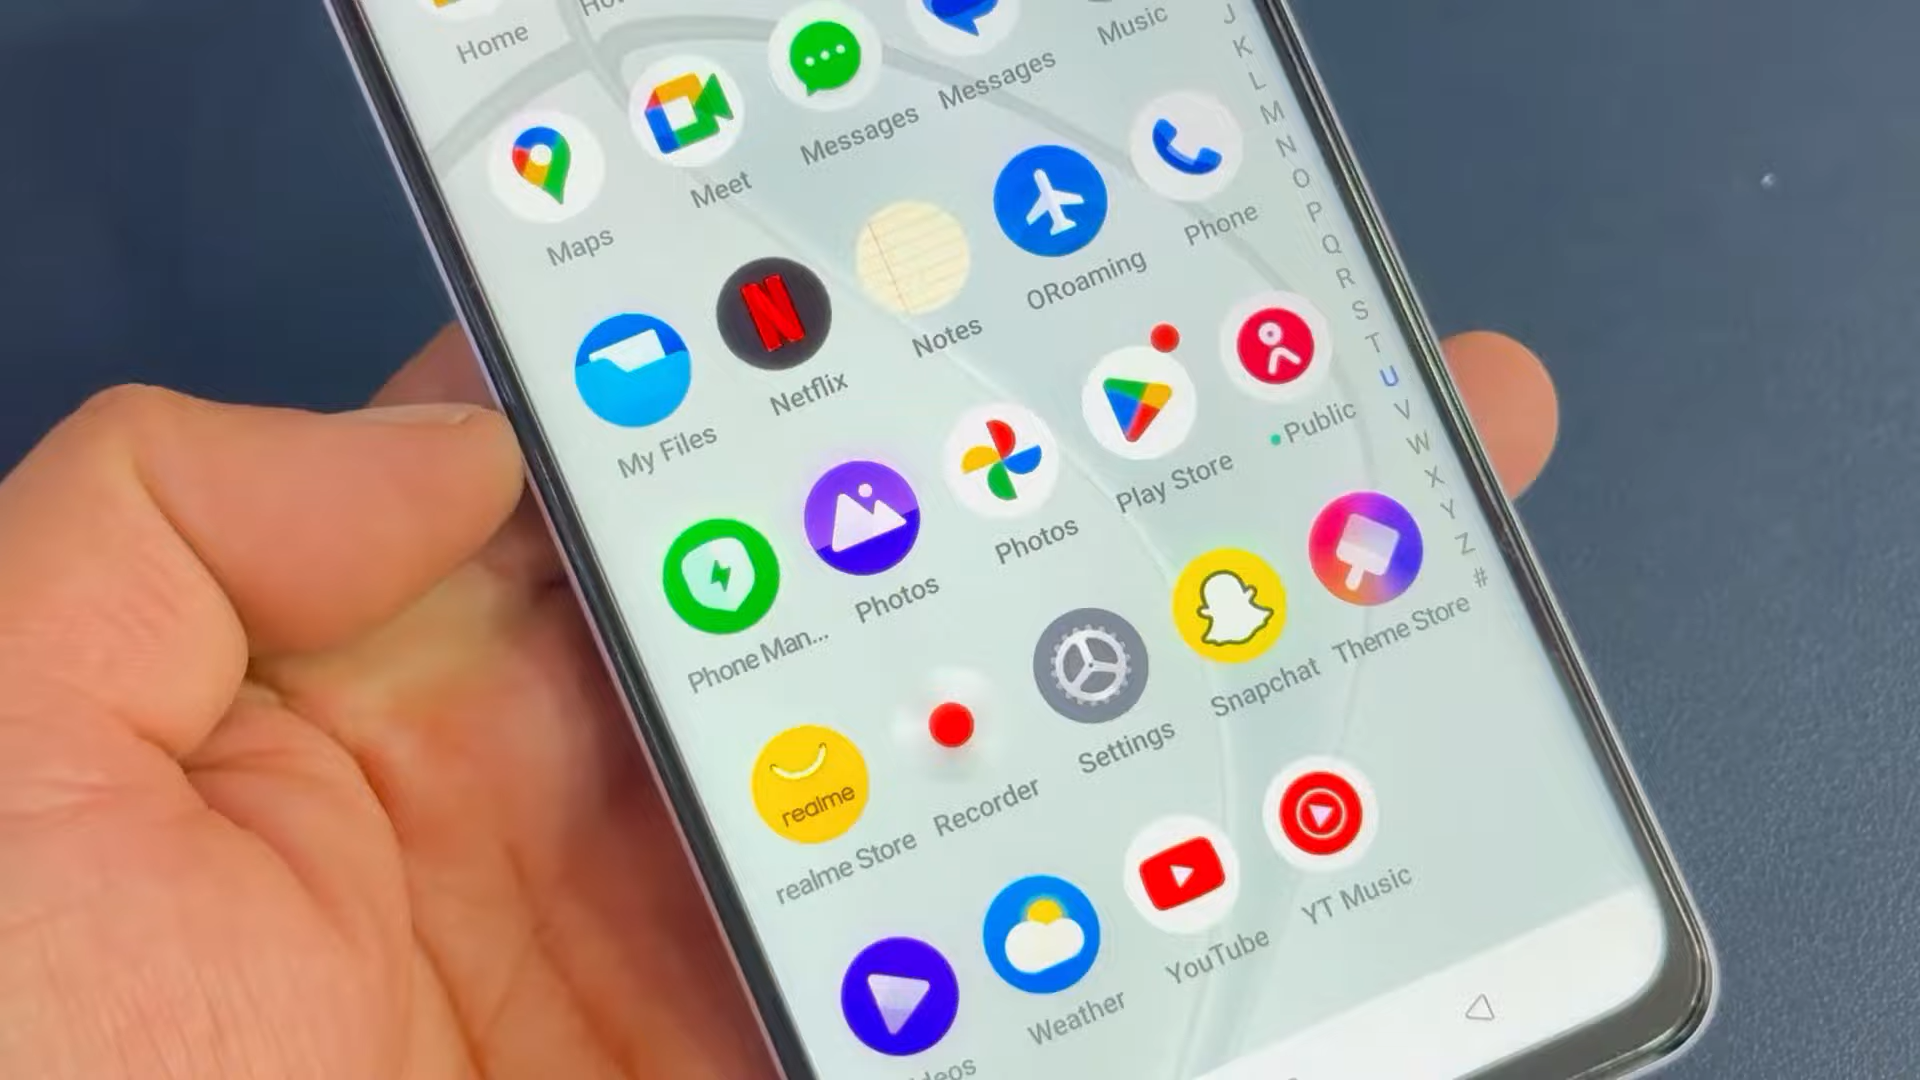 Home
Music
Maps
Meet
Messages
Messages
My Files
Netflix
Notes
ORoaming
Phone
Phone Man...
Photos
Photos
Play Store
Public
realme
realme Store
Recorder
Settings
Snapchat
Theme Store
Weather
YouTube
YT Music
J
K
L
M
N
O
P
Q
R
S
T
U
V
W
X
Y
Z
#